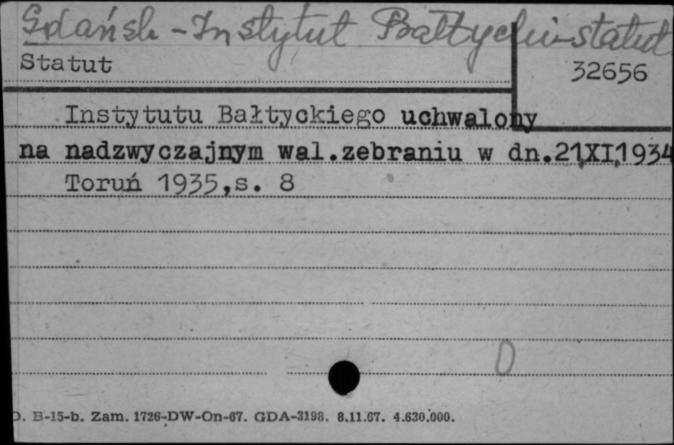 Gdańsk - Instytut Bałtycki - statut
Statut
32656
Instytutu Bałtyckiego uchwalony
na nadzwyczajnym wal.zebraniu w dn.21.XI.1934
Toruń 1935,s. 8
0
D. B-15-b. Zam. 1726-DW-On-67. GDA-3198. 8.11.67. 4.630.000.